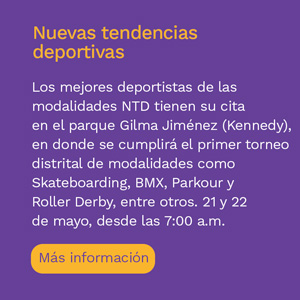 Nuevas tendencias
deportivas
Los mejores deportistas de las
modalidades NTD tienen su cita
en el parque Gilma Jiménez (Kennedy),
en donde se cumplirá el primer torneo
distrital de modalidades como
Skateboarding, BMX, Parkour y
Roller Derby, entre otros. 21 y 22
de mayo, desde las 7:00 a.m.
Más información